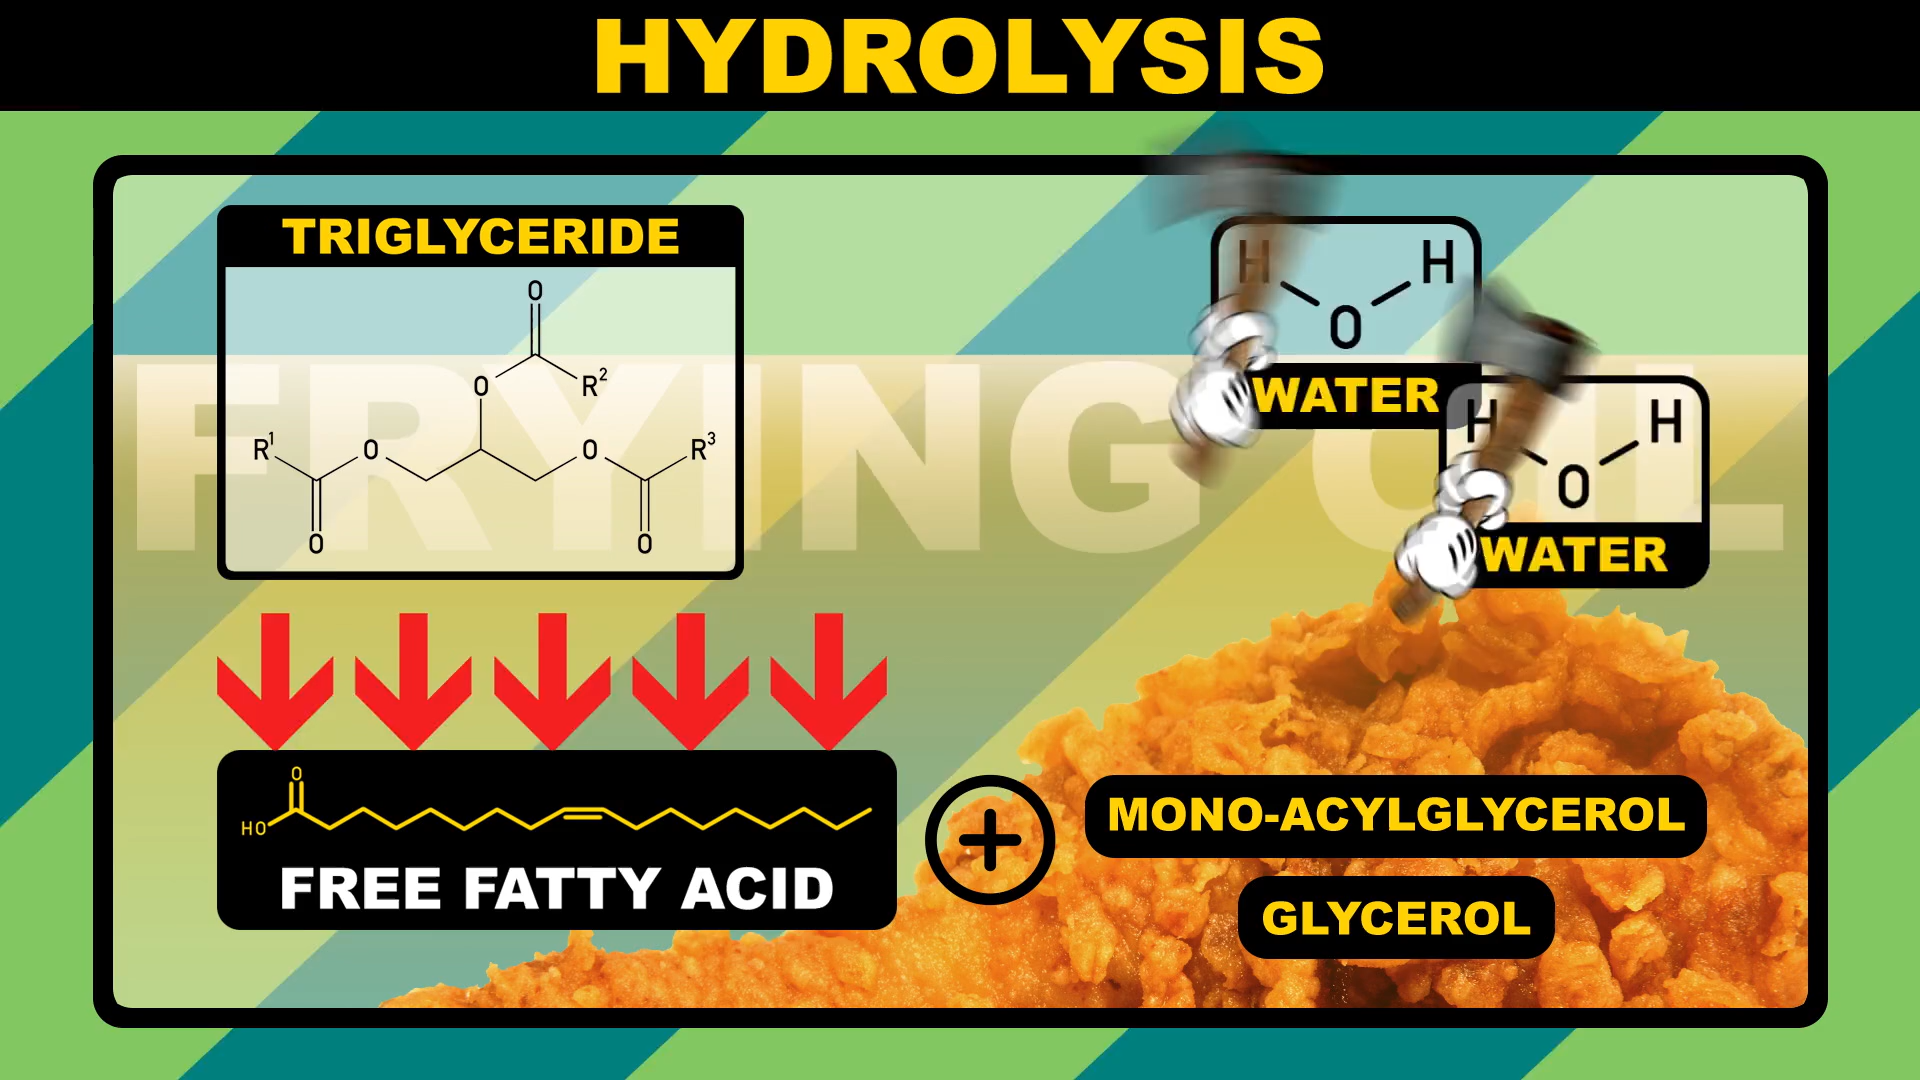 HYDROLYSIS
TRIGLYCERIDE
O
O
R²
R¹
O
O
R³
O
O
H
H
O
WATER
H
H
O
WATER
FRYING OIL
O
HO
FREE FATTY ACID
+
MONO-ACYLGLYCEROL
GLYCEROL